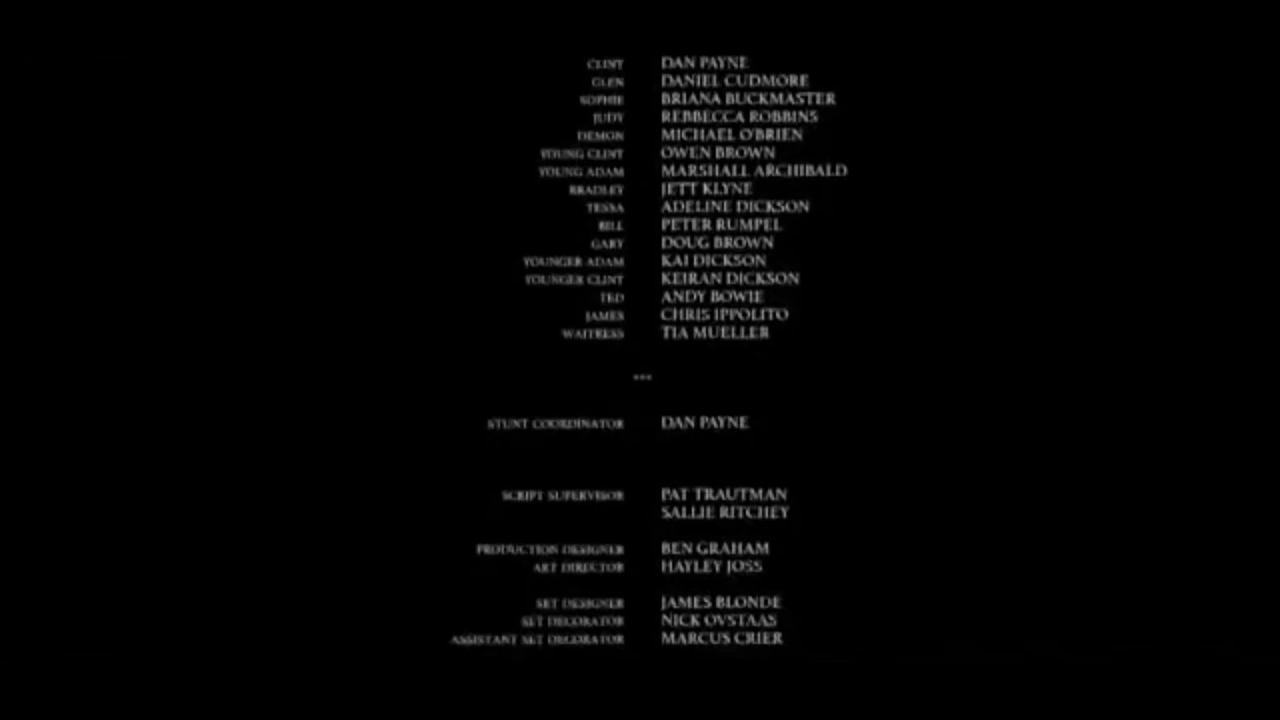 CLINT DAN PAYNE
GLEN DANIEL CUDMORE
SOPHIE BRIANA BUCKMASTER
JUDY REBBECCA ROBBINS
DEMON MICHAEL O'BRIEN
YOUNG CLINT OWEN BROWN
YOUNG ADAM MARSHALL ARCHIBALD
BRADLEY JETT KLYNE
TESSA ADELINE DICKSON
BILL PETER RUMPEL
GARY DOUG BROWN
YOUNGER ADAM KAI DICKSON
YOUNGER CLINT KEIRAN DICKSON
TED ANDY BOWIE
JAMES CHRIS IPPOLITO
WAITRESS TIA MUELLER
***
STUNT COORDINATOR DAN PAYNE
SCRIPT SUPERVISOR PAT TRAUTMAN
SALLIE RITCHEY
PRODUCTION DESIGNER BEN GRAHAM
ART DIRECTOR HAYLEY JOSS
SET DESIGNER JAMES BLONDE
SET DECORATOR NICK OVSTAAS
ASSISTANT SET DECORATOR MARCUS CRIER